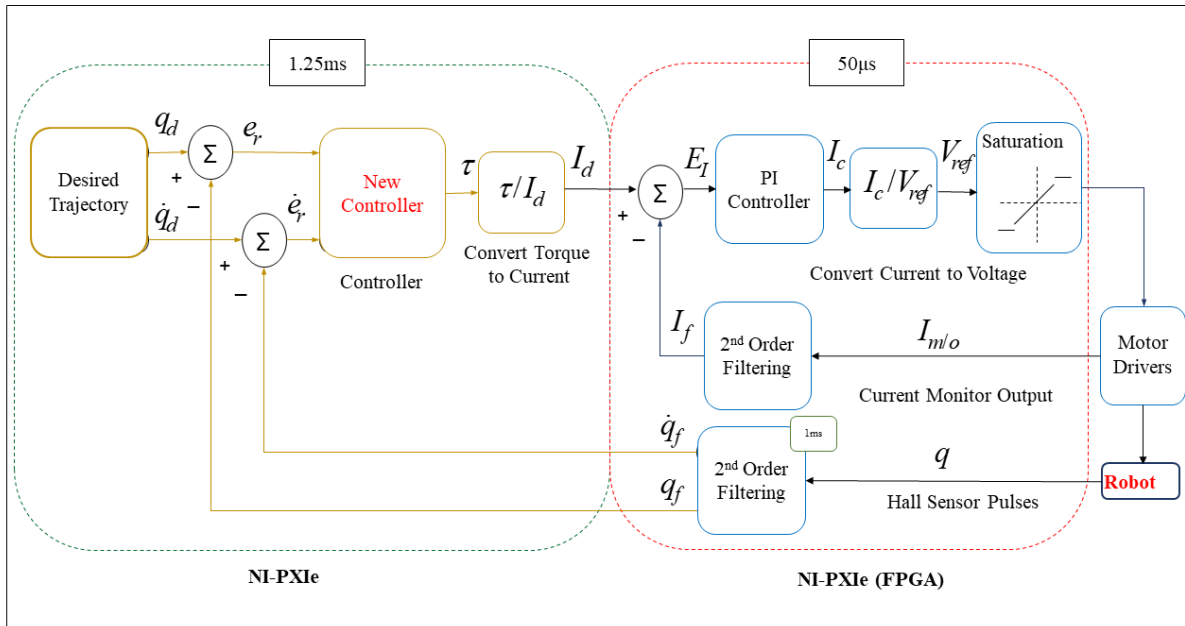 1.25ms
50µs
q_d
Σ
e_r
+
−
Desired
Trajectory
q̇_d
Σ
ė_r
+
−
New
Controller
Controller
τ
τ/I_d
Convert Torque
to Current
I_d
Σ
+
−
E_I
PI
Controller
I_c
I_c/V_ref
V_ref
Saturation
Convert Current to Voltage
I_f
2nd Order
Filtering
I_m/o
Current Monitor Output
Motor
Drivers
q̇_f
q_f
2nd Order
Filtering
1ms
q
Hall Sensor Pulses
Robot
NI-PXIe
NI-PXIe (FPGA)